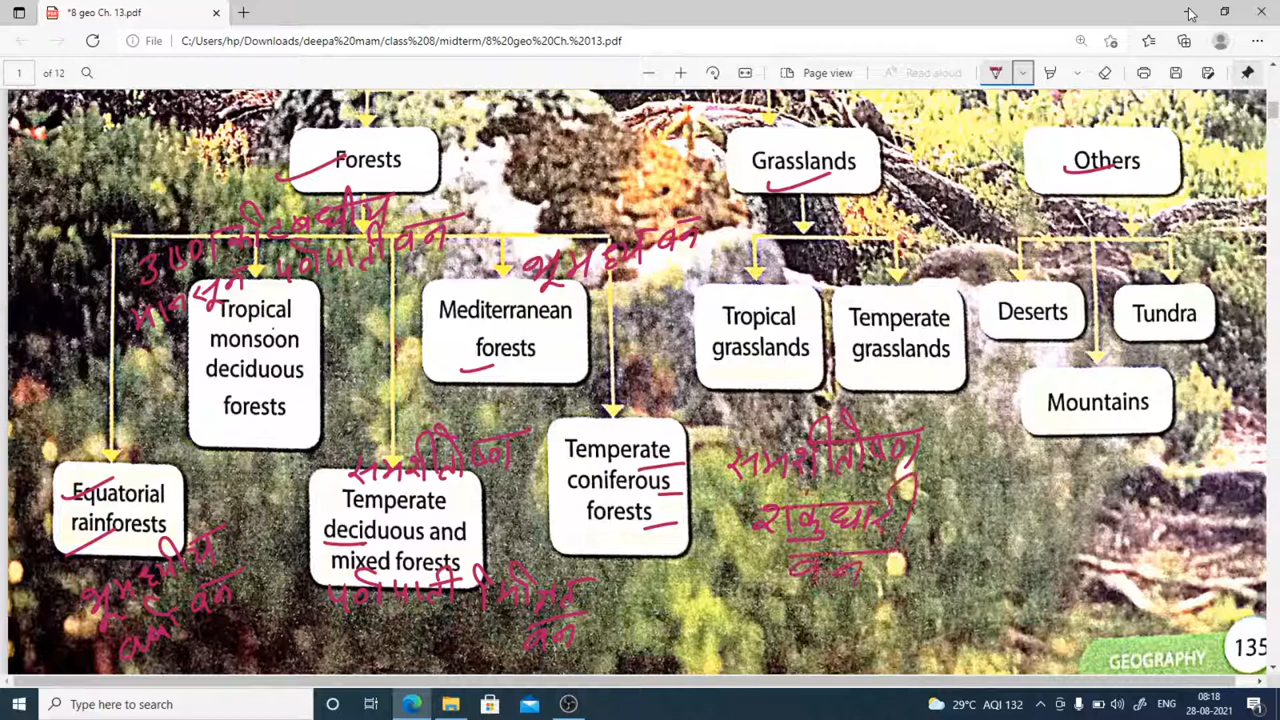 *8 geo Ch. 13.pdf
File C:/Users/hp/Downloads/deepa%20mam/class%208/midterm/8%20geo%20Ch.%2013.pdf
1 of 12
Page view
Read aloud
Forests
Grasslands
Others
उष्ण कटिबंधीय
मानसून पर्णपाती वन
वन
Tropical
monsoon
deciduous
forests
Mediterranean
forests
Tropical
grasslands
Temperate
grasslands
Deserts
Tundra
Mountains
समशीतोष्ण
Equatorial
rainforests
Temperate
deciduous and
mixed forests
Temperate
coniferous
forests
समशीतोष्ण
शंकुधारी
वन
वन
पर्णपाती
वन
GEOGRAPHY 135
Type here to search
29°C AQI 132
ENG
08:18
28-08-2021